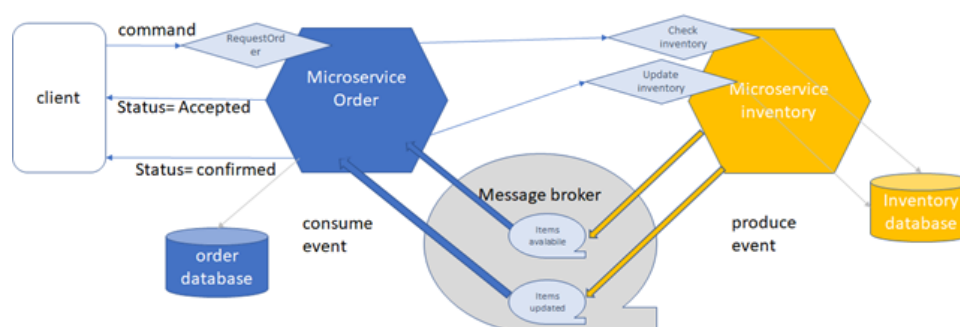 command
RequestOrd
er
Check
inventory
client
Microservice
Order
Update
inventory
Microservice
inventory
Status= Accepted
Status= confirmed
Message broker
consume
event
produce
event
Inventory
database
order
database
Items
availabile
Items
updated